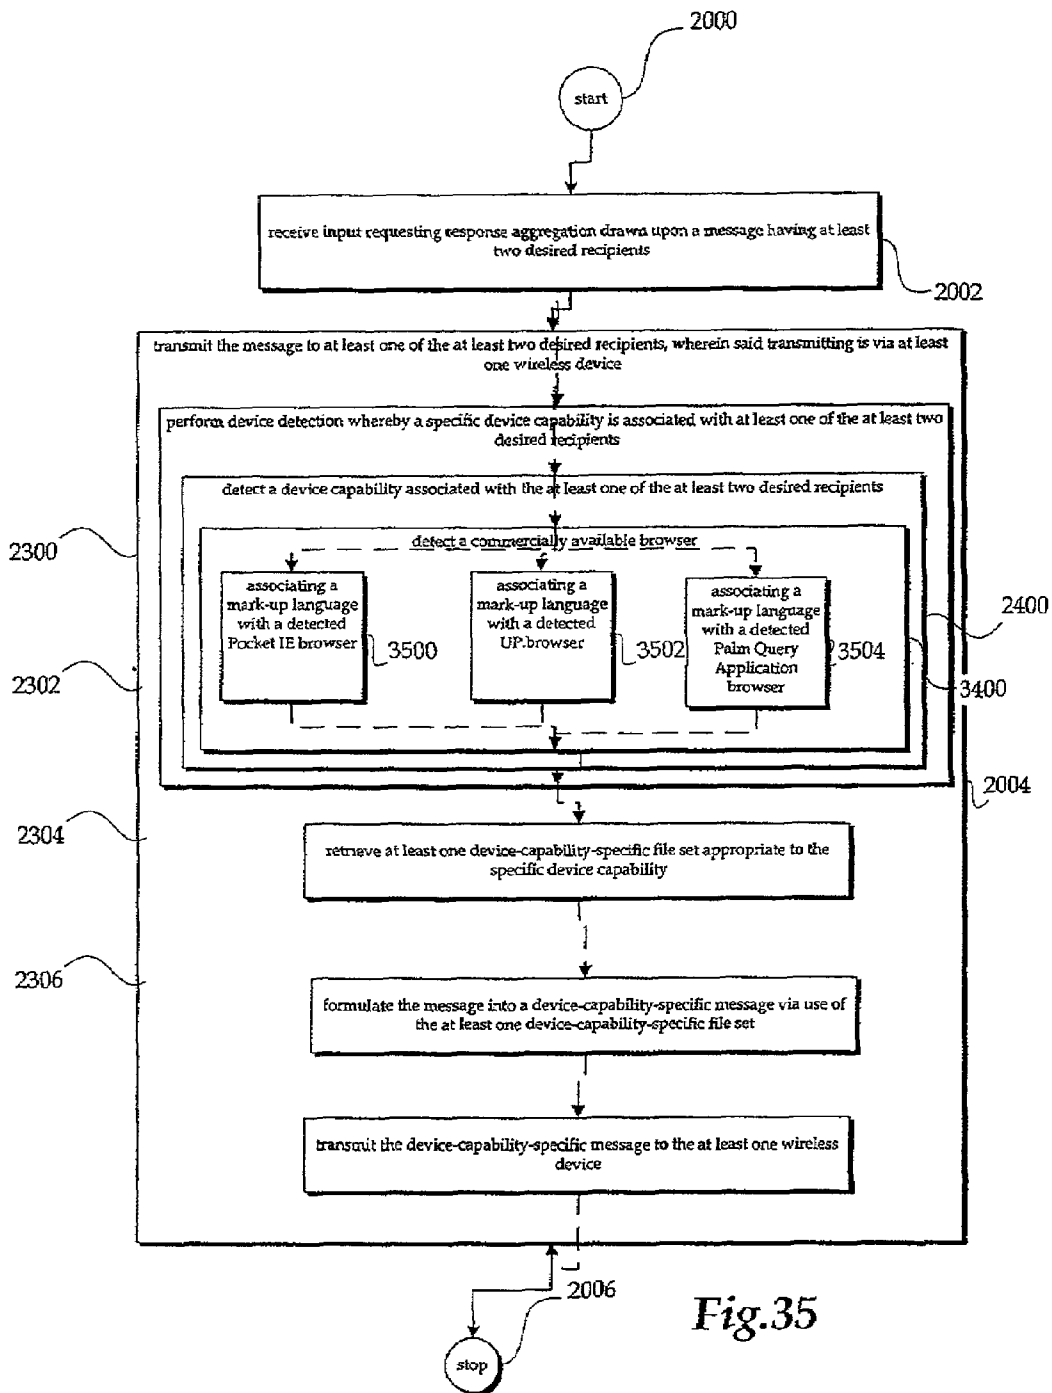 2000
start
receive input requesting response aggregation drawn upon a message having at least
two desired recipients
2002
transmit the message to at least one of the at least two desired recipients, wherein said transmitting is via at least
one wireless device
perform device detection whereby a specific device capability is associated with at least one of the at least two
desired recipients
detect a device capability associated with the at least one of the at least two desired recipients
detect a commercially available browser
2300
associating a
mark-up language
with a detected
Pocket IE browser
3500
associating a
mark-up language
with a detected
UP.browser
3502
associating a
mark-up language
with a detected
Palm Query
Application
browser
3504
2400
3400
2302
2004
2304
retrieve at least one device-capability-specific file set appropriate to the
specific device capability
2306
formulate the message into a device-capability-specific message via use of
the at least one device-capability-specific file set
transmit the device-capability-specific message to the at least one wireless
device
2006
Fig.35
stop